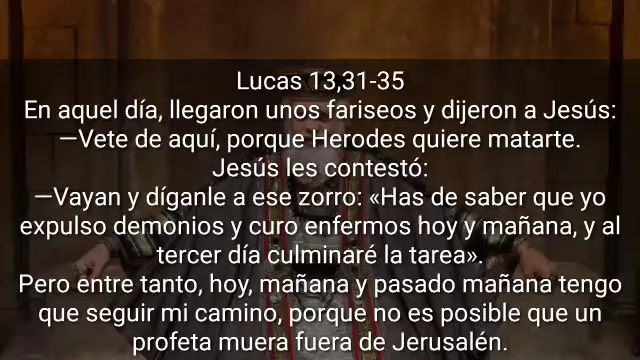 Lucas 13,31-35
En aquel día, llegaron unos fariseos y dijeron a Jesús:
—Vete de aquí, porque Herodes quiere matarte.
Jesús les contestó:
—Vayan y díganle a ese zorro: «Has de saber que yo
expulso demonios y curo enfermos hoy y mañana, y al
tercer día culminaré la tarea».
Pero entre tanto, hoy, mañana y pasado mañana tengo
que seguir mi camino, porque no es posible que un
profeta muera fuera de Jerusalén.